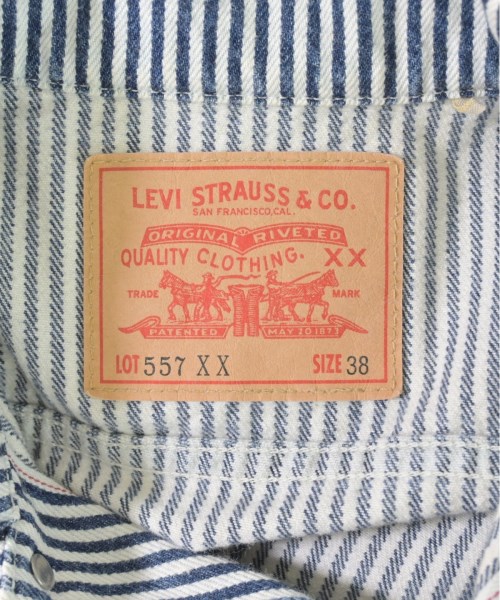 LEVI STRAUSS & CO.
SAN FRANCISCO, CAL.
ORIGINAL RIVETED
QUALITY CLOTHING. XX
TRADE MARK
PATENTED MAY 20 187
LOT 557 XX SIZE 38